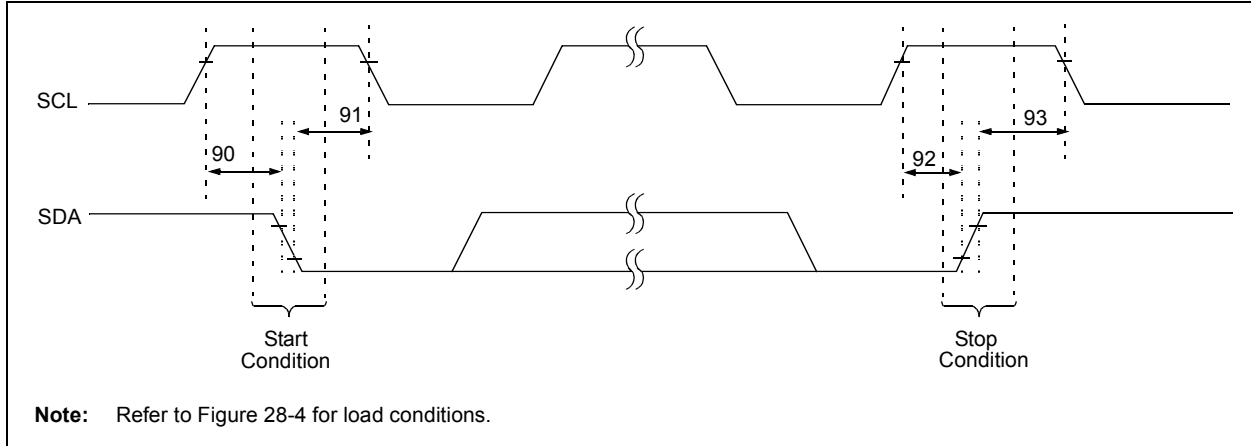 SCL
91
93
90
92
SDA
Start
Condition
Stop
Condition
Note: Refer to Figure 28-4 for load conditions.